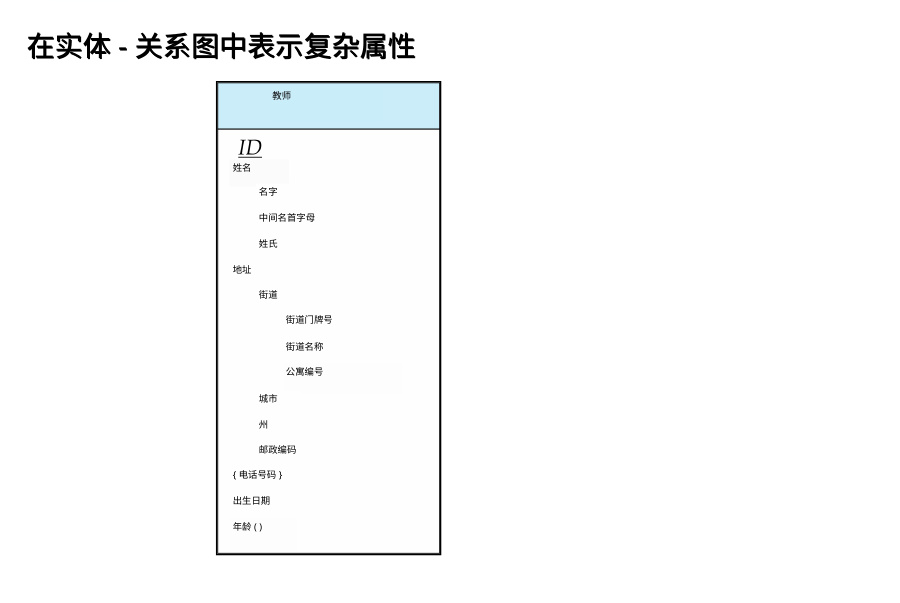 在实体 - 关系图中表示复杂属性
教师
ID
姓名
名字
中间名首字母
姓氏
地址
街道
街道门牌号
街道名称
公寓编号
城市
州
邮政编码
{ 电话号码 }
出生日期
年龄 ( )